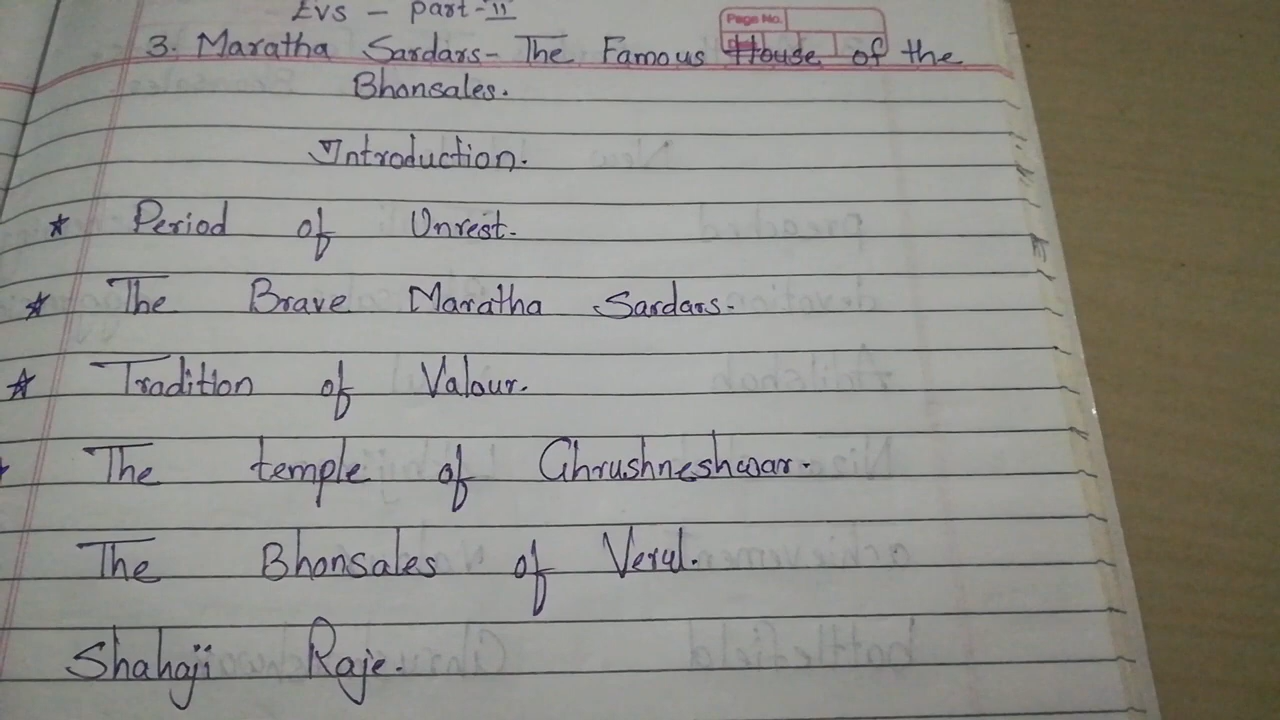 Evs - Part-II
Page No.
3. Maratha Sardars- The Famous House of the
Bhonsales.
Introduction.
★ Period of Unrest.
★ The Brave Maratha Sardars.
★ Tradition of Valour.
The temple of Ghrushneshwar.
The Bhonsales of Verul.
Shahaji Raje.